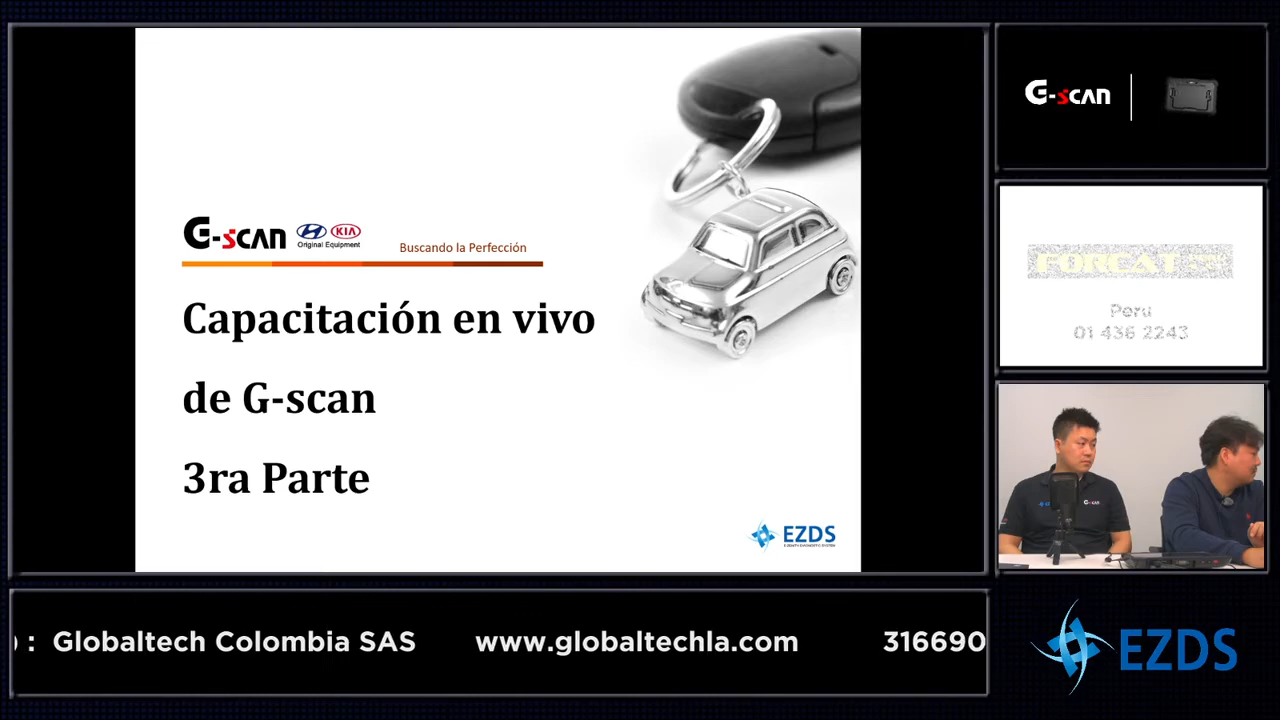 G-scan
Original Equipment
KIA
Buscando la Perfección
Capacitación en vivo
de G-scan
3ra Parte
EZDS
G-scan
FORCAT
Peru
01 436 2243
G-scan
: Globaltech Colombia SAS www.globaltechla.com 316690
EZDS